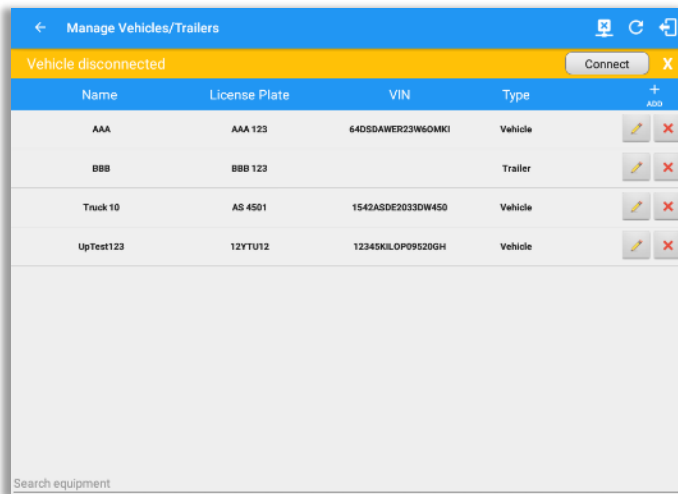 Manage Vehicles/Trailers
Vehicle disconnected Connect X
Name License Plate VIN Type + ADD
AAA AAA 123 64DSDAWER23W6OMKI Vehicle
BBB BBB 123 Trailer
Truck 10 AS 4501 1542ASDE2033DW450 Vehicle
UpTest123 12YTU12 12345KILOP09520GH Vehicle
Search equipment